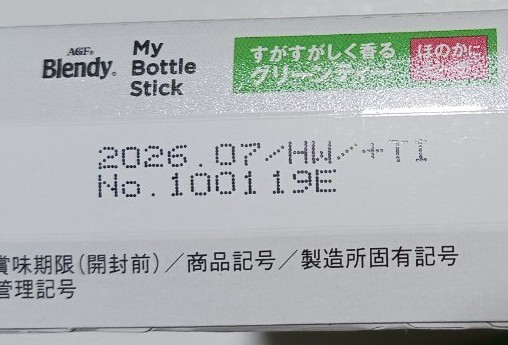 AGF®
Blendy®
My
Bottle
Stick
すがすがしく香る
グリーンティー
ほのかに
2026.07/HW/+TI
No.100119E
賞味期限(開封前)/商品記号/製造所固有記号
管理記号